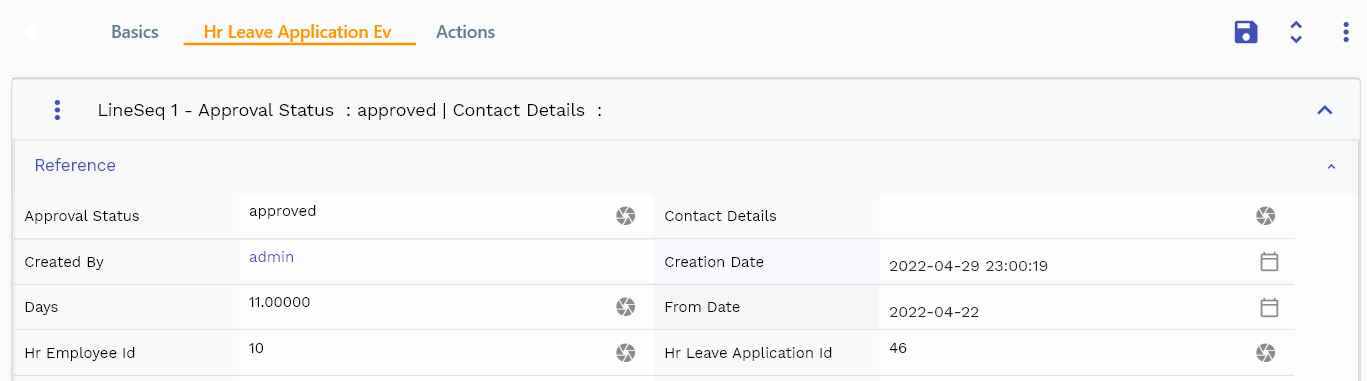 Basics Hr Leave Application Ev Actions
LineSeq 1 - Approval Status : approved | Contact Details :
Reference
Approval Status approved Contact Details
Created By admin Creation Date 2022-04-29 23:00:19
Days 11.00000 From Date 2022-04-22
Hr Employee Id 10 Hr Leave Application Id 46